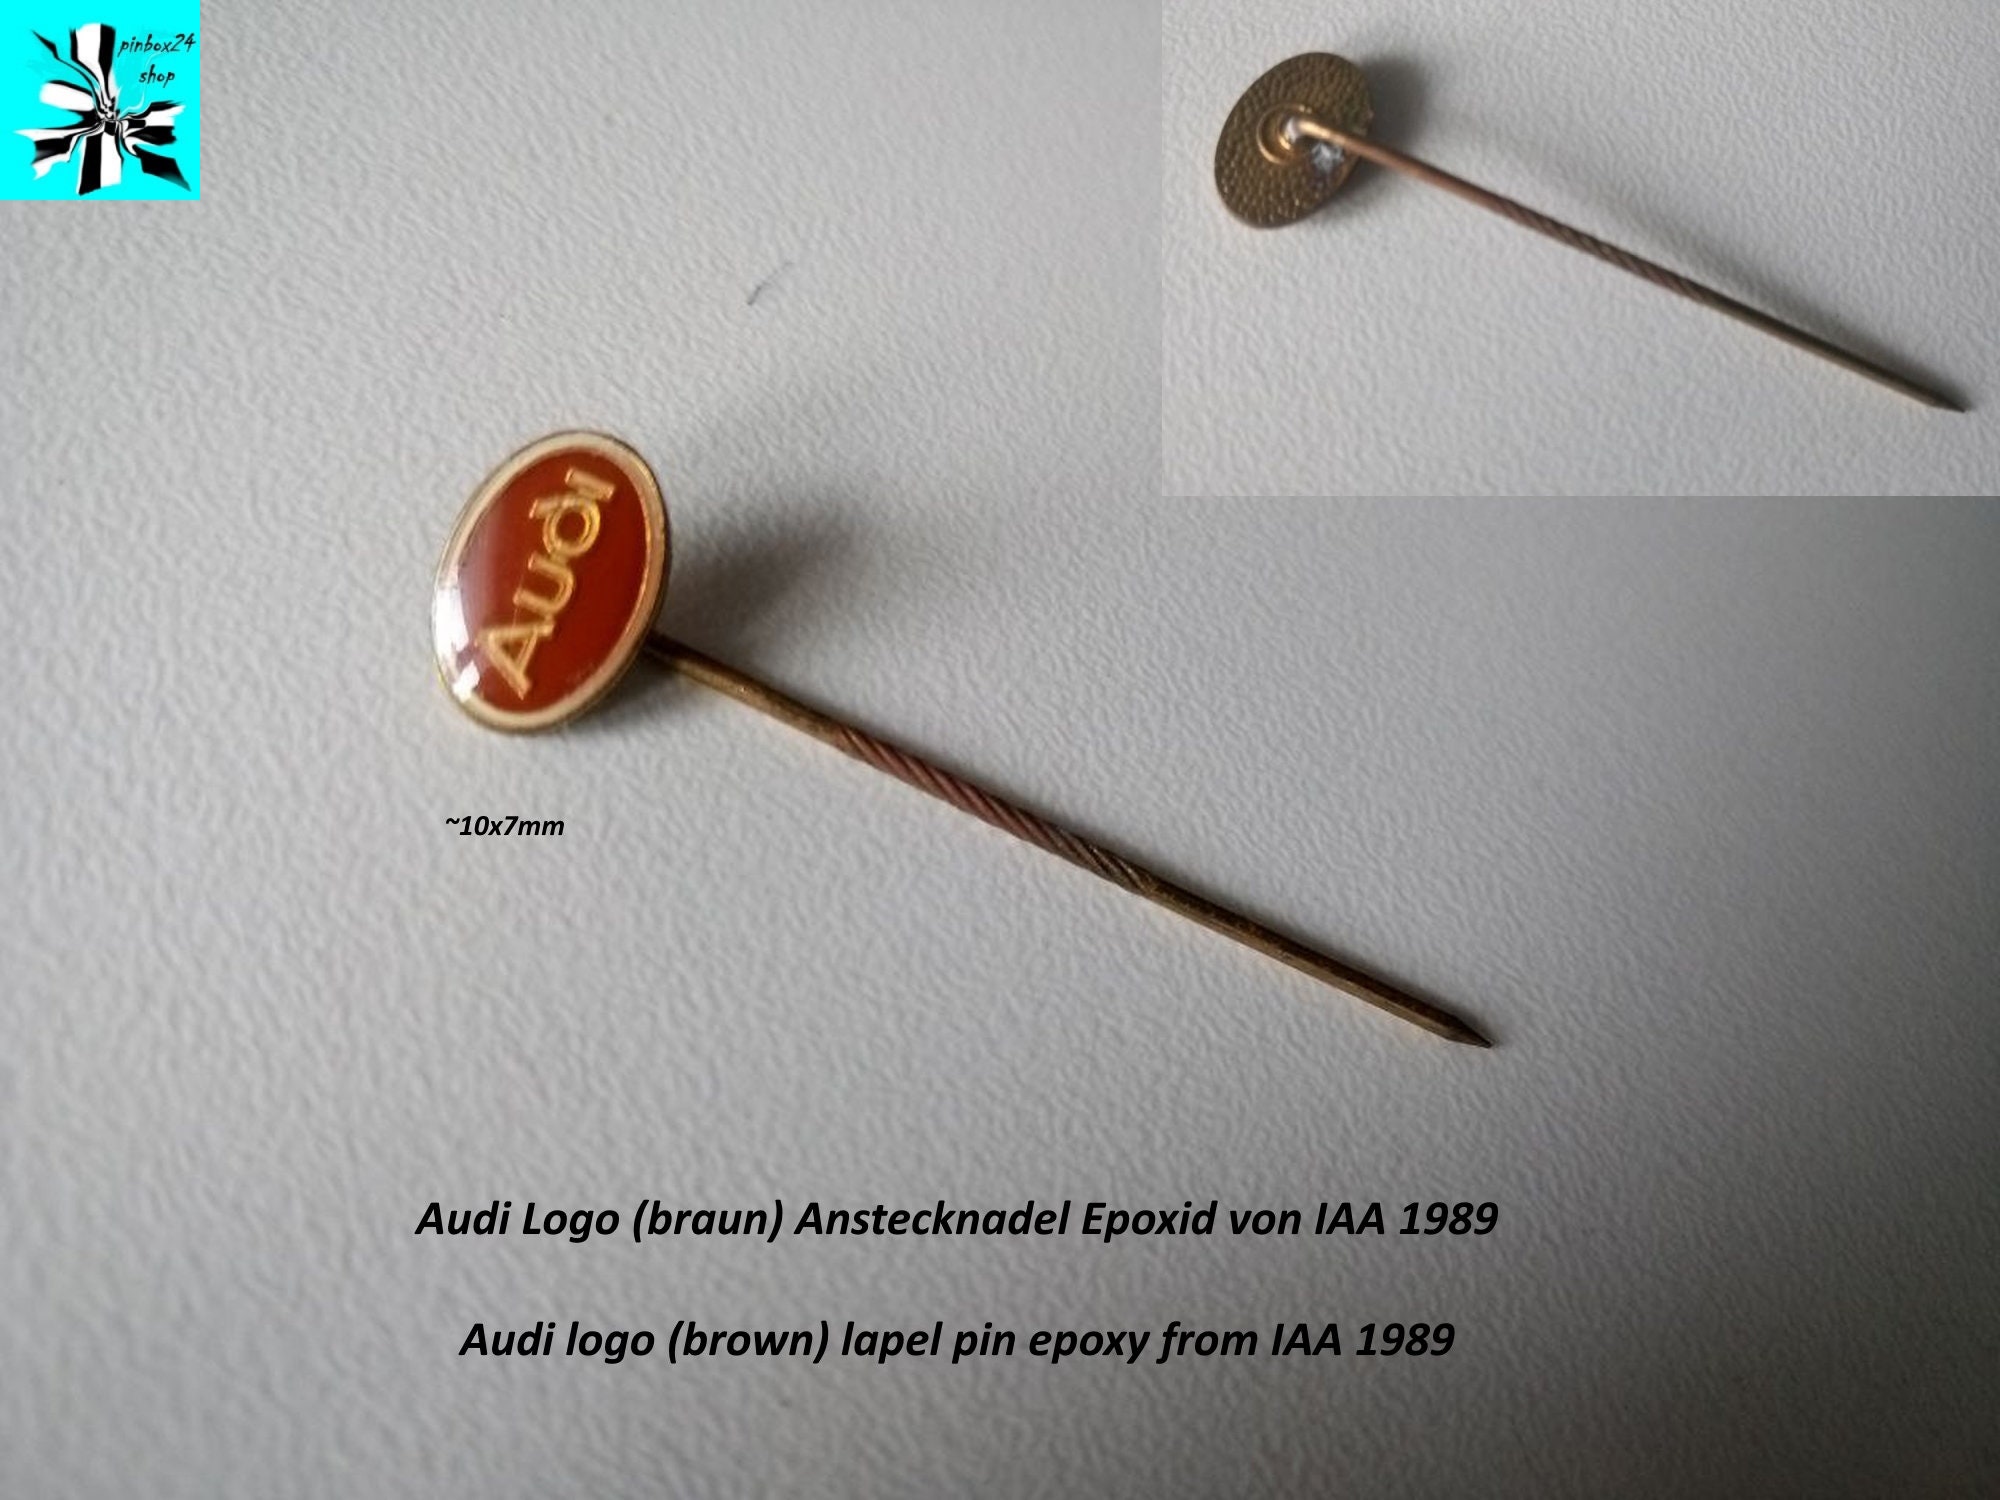 pinbox24
shop
Audi
~10x7mm
Audi Logo (braun) Anstecknadel Epoxid von IAA 1989
Audi logo (brown) lapel pin epoxy from IAA 1989